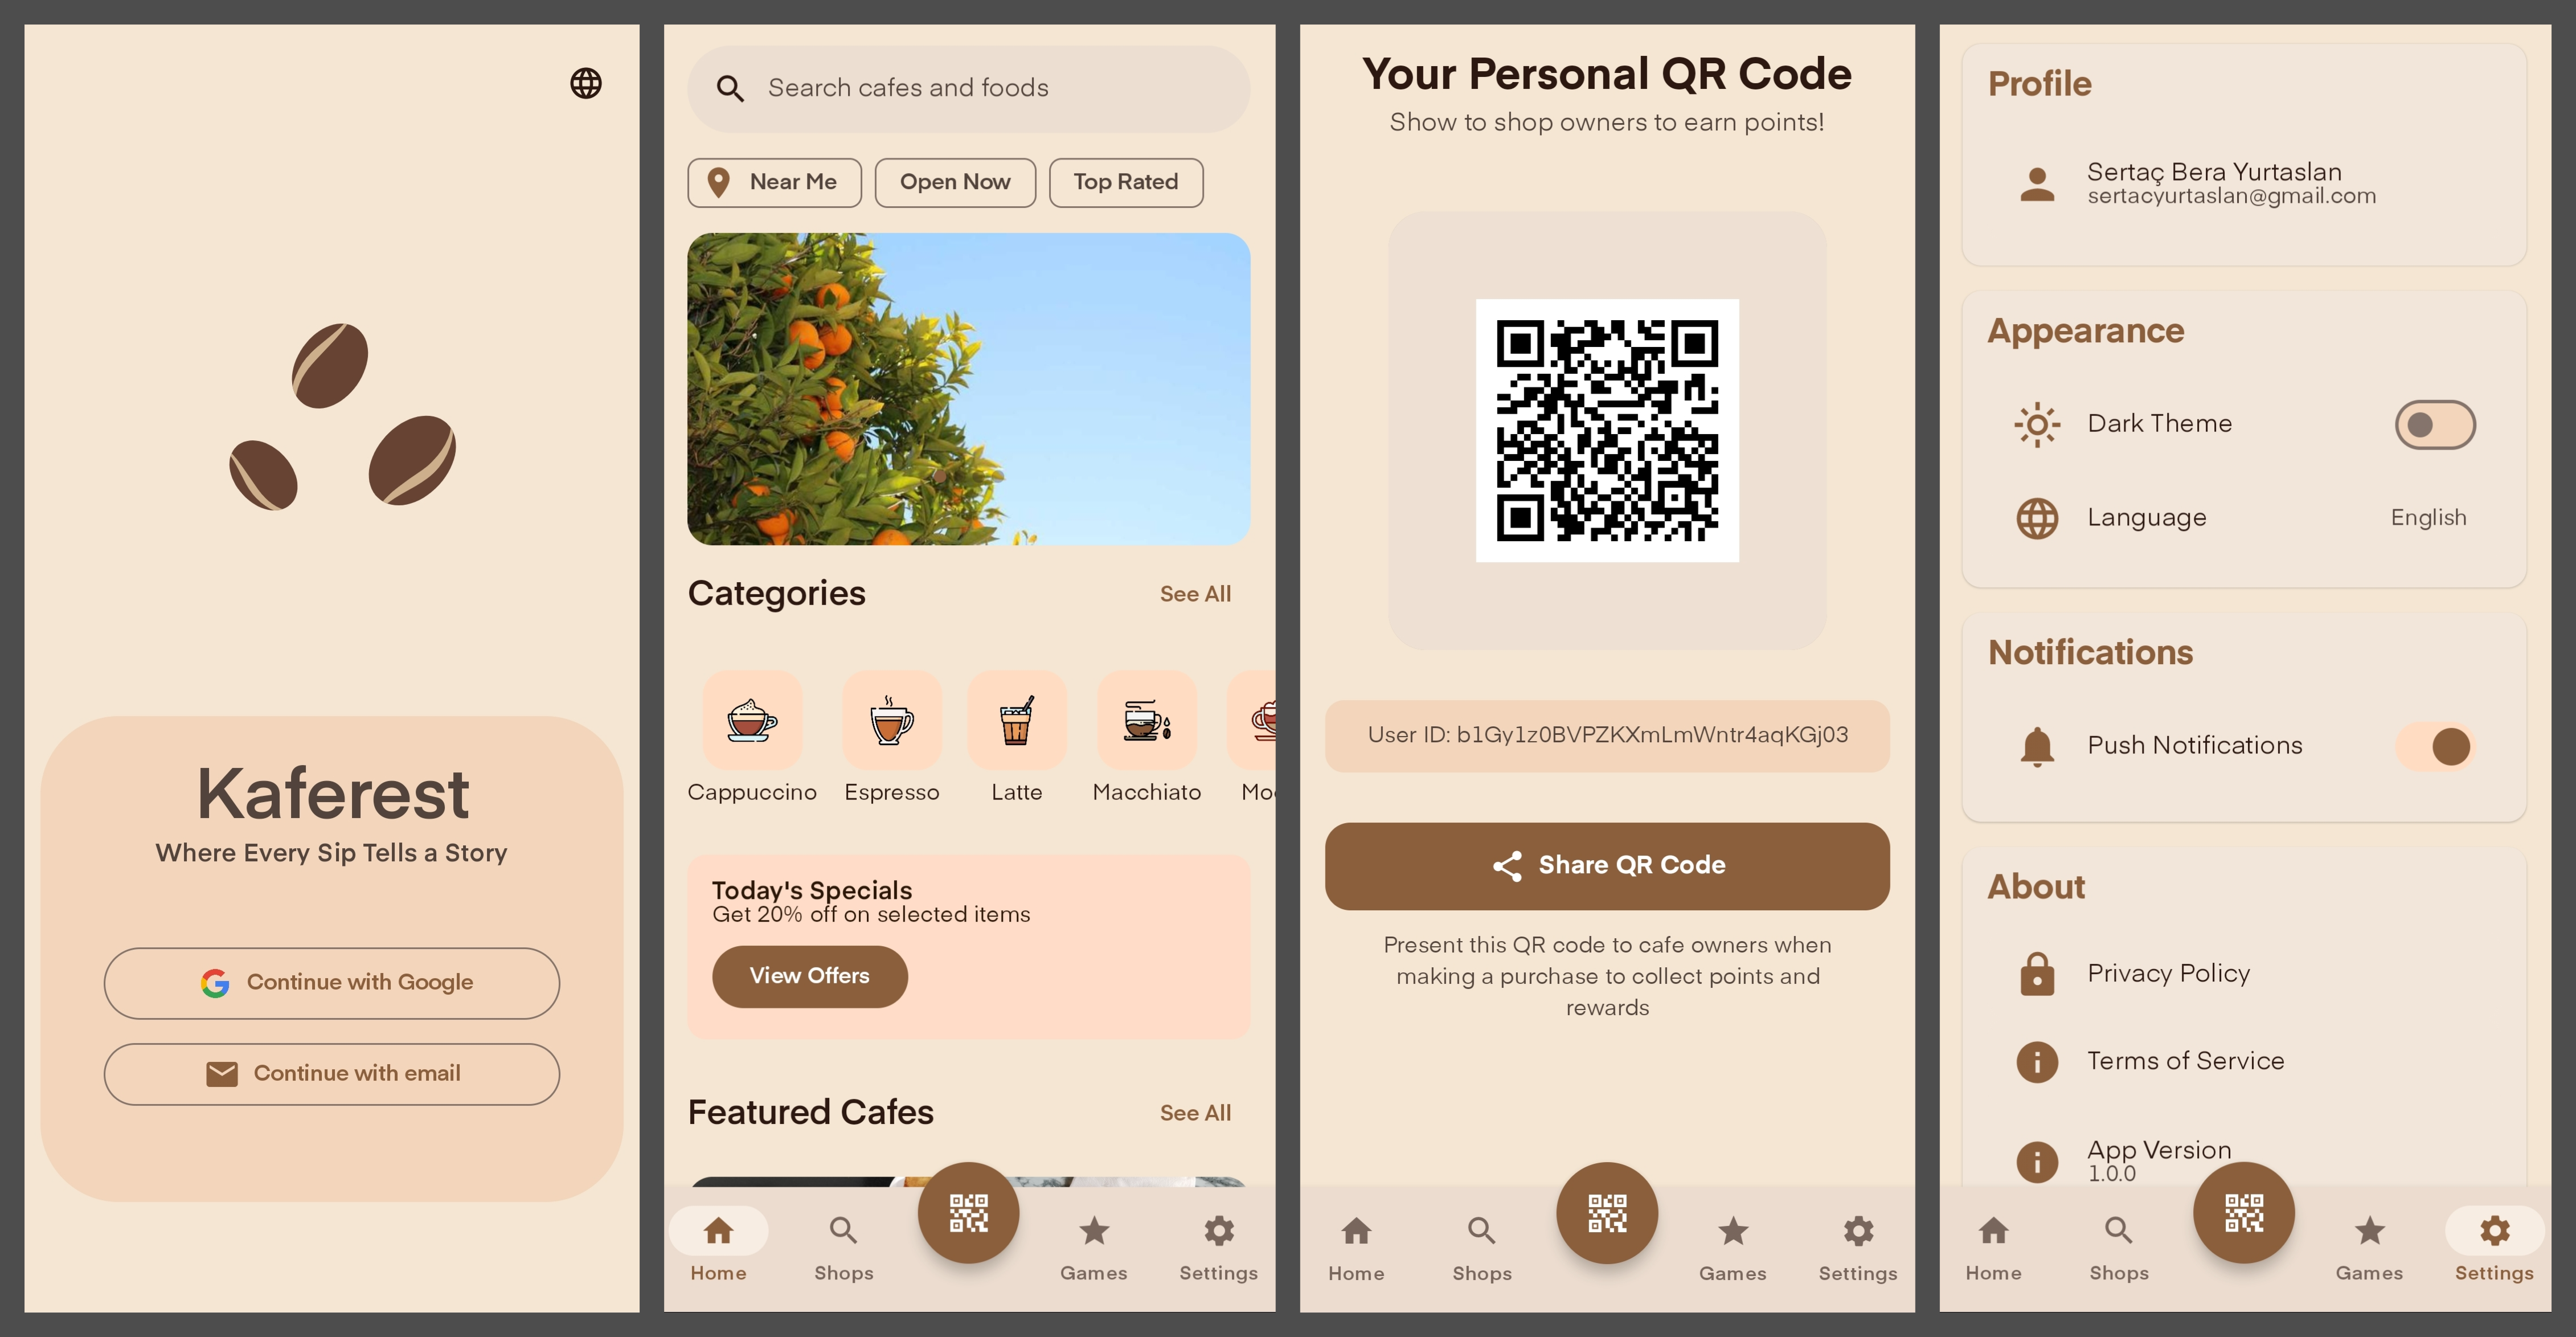 Kaferest
Where Every Sip Tells a Story
Continue with Google
Continue with email
Search cafes and foods
Near Me
Open Now
Top Rated
Categories
See All
Cappuccino
Espresso
Latte
Macchiato
Today's Specials
Get 20% off on selected items
View Offers
Featured Cafes
See All
Home
Shops
Games
Settings
Your Personal QR Code
Show to shop owners to earn points!
User ID: b1Gy1z0BVPZKXmLmWntr4aqKGj03
Share QR Code
Present this QR code to cafe owners when
making a purchase to collect points and
rewards
Home
Shops
Games
Settings
Profile
Sertaç Bera Yurtaslan
sertacyurtaslan@gmail.com
Appearance
Dark Theme
Language
English
Notifications
Push Notifications
About
Privacy Policy
Terms of Service
App Version
1.0.0
Home
Shops
Games
Settings